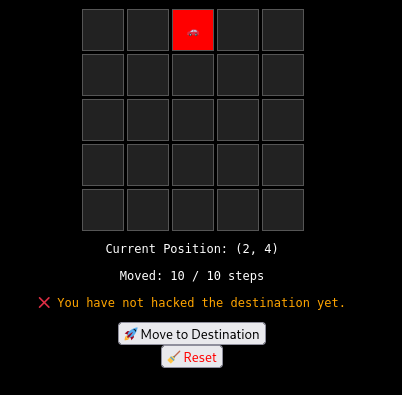 Current Position: (2, 4)
Moved: 10 / 10 steps
❌ You have not hacked the destination yet.
🚀 Move to Destination
🧹 Reset